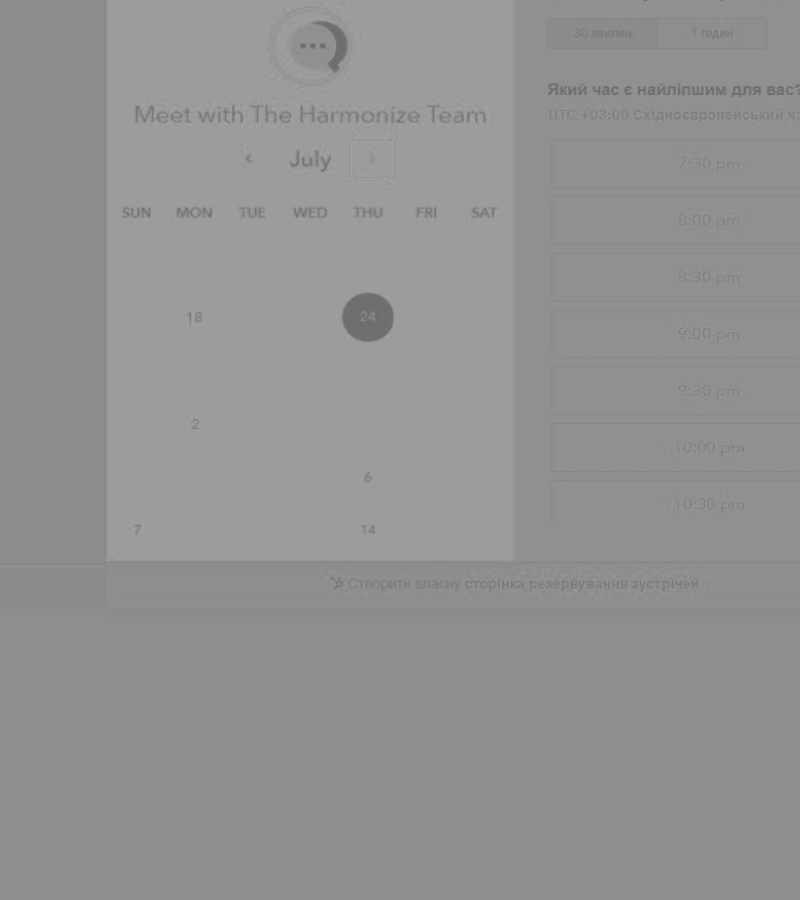 Meet with The Harmonize Team
July
SUN MON TUE WED THU FRI SAT
18 24
2
6
7 14
30 хвилин 1 годин
Який час є найліпшим для вас?
UTC +03:00 Східноєвропейський
7:30 pm
8:00 pm
8:30 pm
9:00 pm
9:30 pm
10:00 pm
10:30 pm
Створити власну сторінка резервування зустрічей